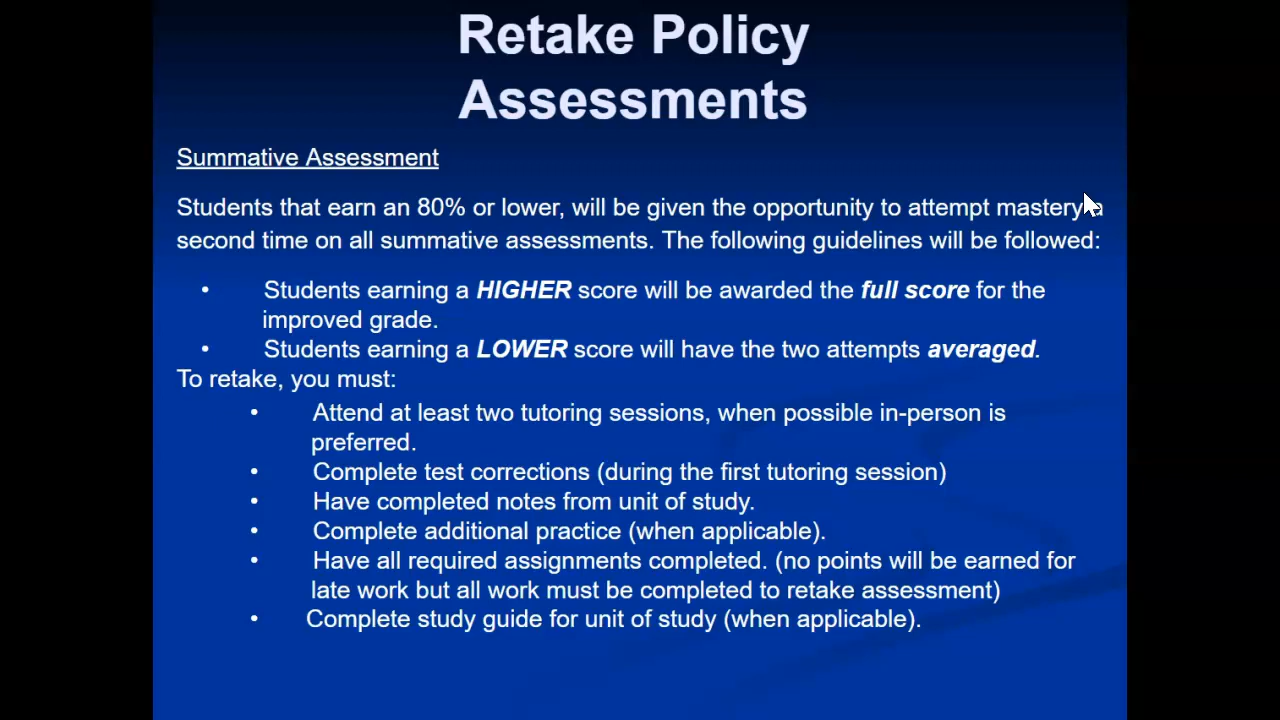 Retake Policy
Assessments
Summative Assessment
Students that earn an 80% or lower, will be given the opportunity to attempt mastery a
second time on all summative assessments. The following guidelines will be followed:
• Students earning a HIGHER score will be awarded the full score for the
improved grade.
• Students earning a LOWER score will have the two attempts averaged.
To retake, you must:
• Attend at least two tutoring sessions, when possible in-person is
preferred.
• Complete test corrections (during the first tutoring session)
• Have completed notes from unit of study.
• Complete additional practice (when applicable).
• Have all required assignments completed. (no points will be earned for
late work but all work must be completed to retake assessment)
• Complete study guide for unit of study (when applicable).